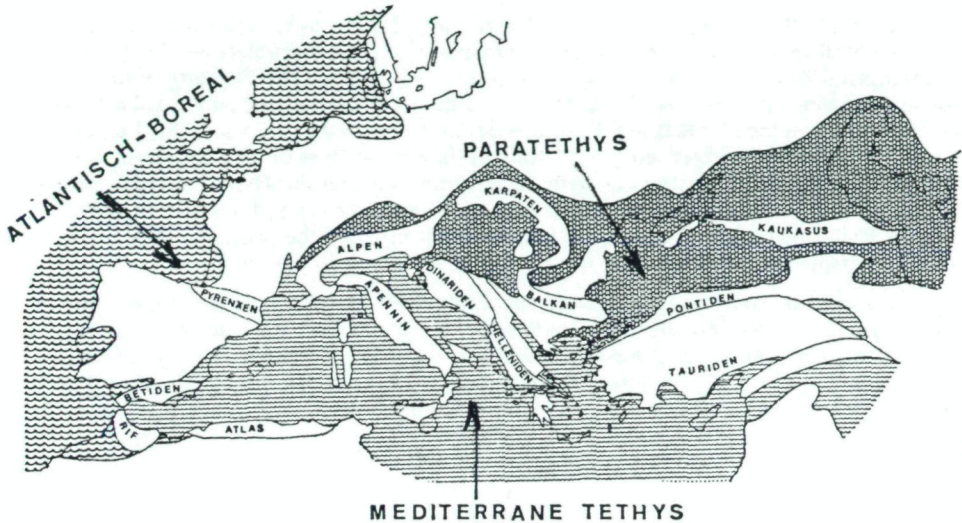 ATLANTISCH-BOREAL
PARATETHYS
KARPATEN
KAUKASUS
ALPEN
DINARIDEN
BALKAN
PYRENÄEN
APENNIN
PONTIDEN
HELLENIDEN
TAURIDEN
BETIDEN
RIF
ATLAS
MEDITERRANE TETHYS